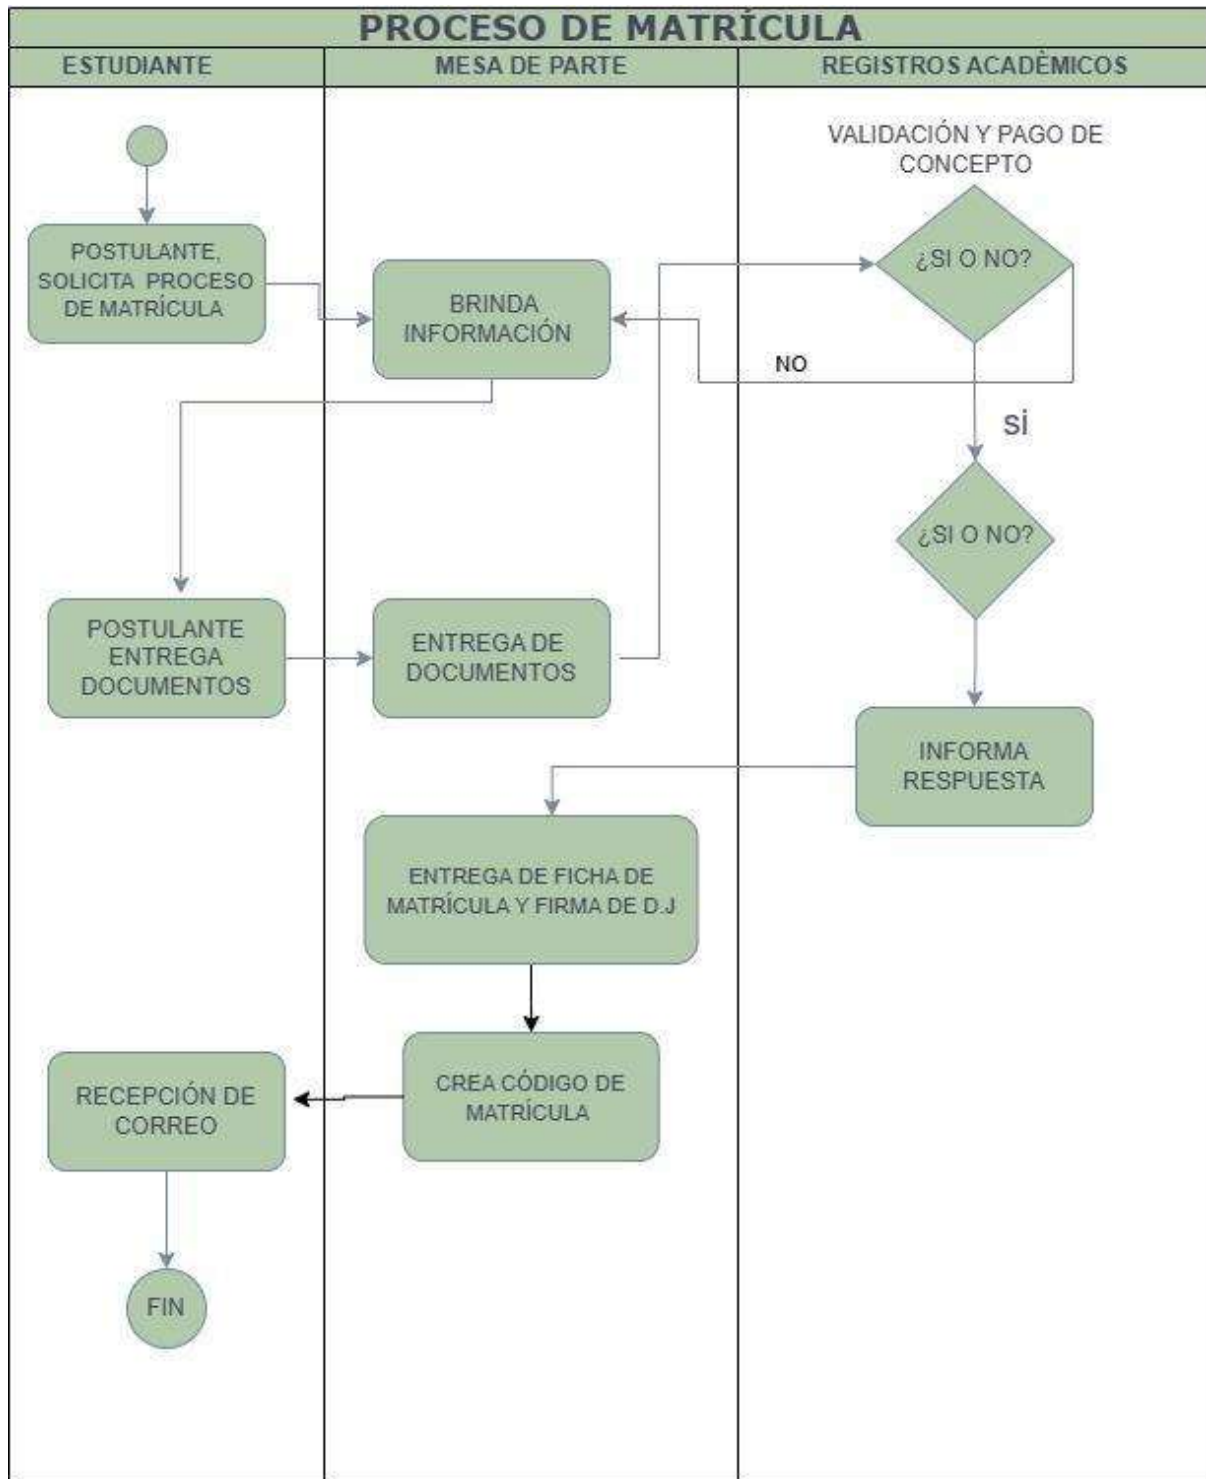 PROCESO DE MATRÍCULA
ESTUDIANTE
MESA DE PARTE
REGISTROS ACADÈMICOS
VALIDACIÓN Y PAGO DE
CONCEPTO
¿SI O NO?
POSTULANTE,
SOLICITA PROCESO
DE MATRÍCULA
BRINDA
INFORMACIÓN
NO
SÍ
¿SI O NO?
POSTULANTE
ENTREGA
DOCUMENTOS
ENTREGA DE
DOCUMENTOS
INFORMA
RESPUESTA
ENTREGA DE FICHA DE
MATRÍCULA Y FIRMA DE D.J
CREA CÓDIGO DE
MATRÍCULA
RECEPCIÓN DE
CORREO
FIN